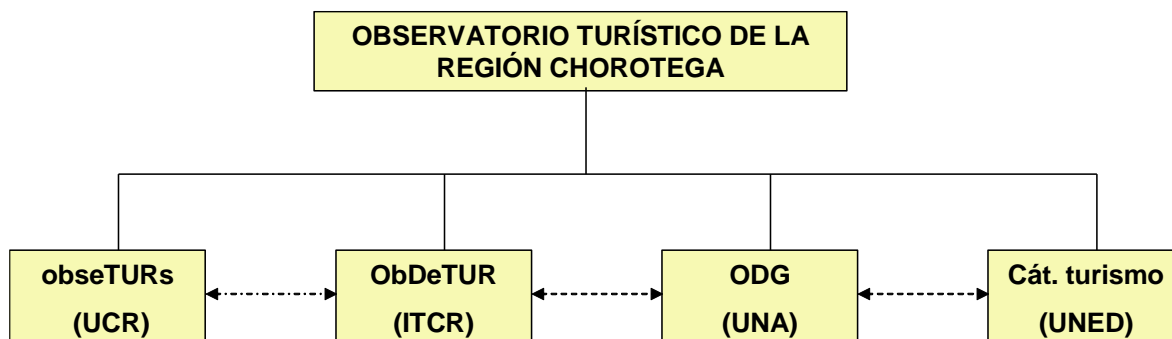 OBSERVATORIO TURÍSTICO DE LA
REGIÓN CHOROTEGA
obseTURs
(UCR)
ObDeTUR
(ITCR)
ODG
(UNA)
Cát. turismo
(UNED)